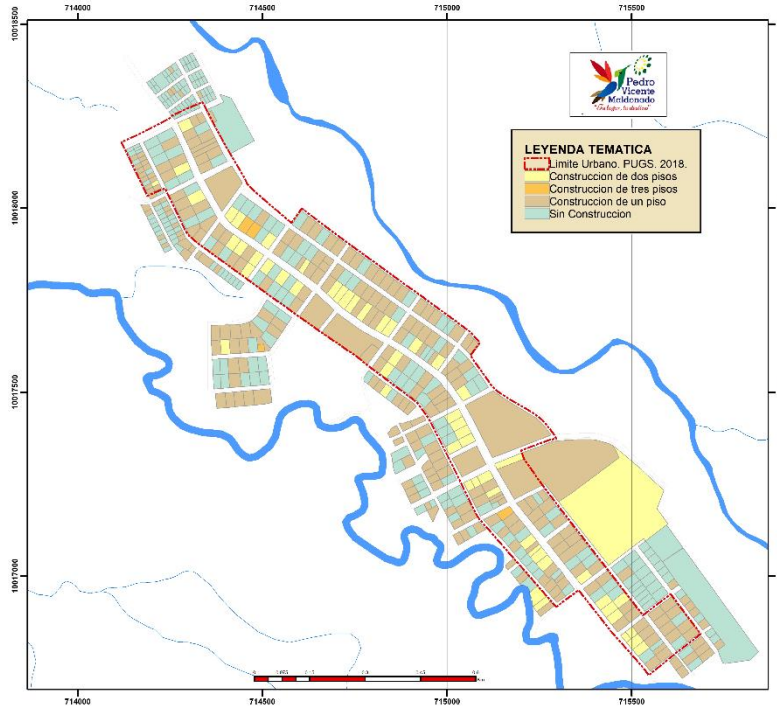 714000 714500 715000 715500
10018500
10018000
10017500
10017000
Pedro
Vicente
Maldonado
LEYENDA TEMATICA
Limite Urbano. PUGS. 2018.
Construccion de dos pisos
Construccion de tres pisos
Construccion de un piso
Sin Construccion
714000 714500 715000 715500